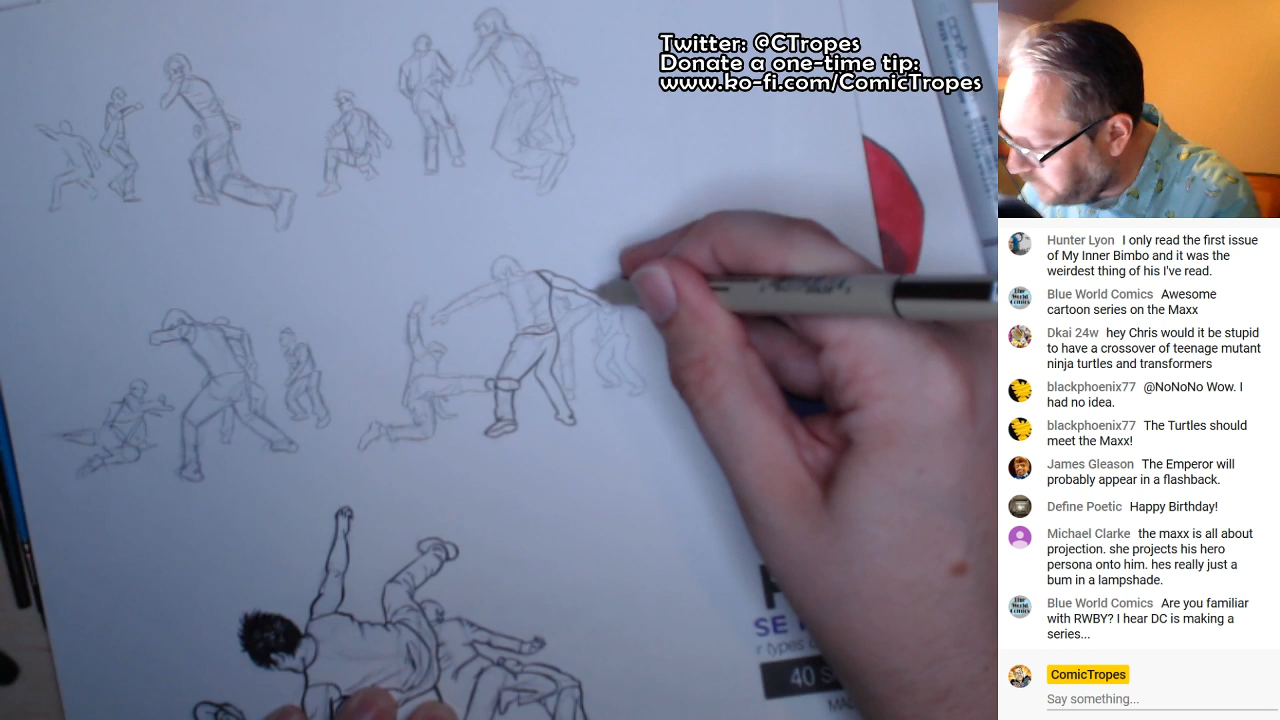 Twitter: @CTropes
Donate a one-time tip:
www.ko-fi.com/ComicTropes
Hunter Lyon I only read the first issue
of My Inner Bimbo and it was the
weirdest thing of his I've read.
Blue World Comics Awesome
cartoon series on the Maxx
Dkai 24w hey Chris would it be stupid
to have a crossover of teenage mutant
ninja turtles and transformers
blackphoenix77 @NoNoNo Wow. I
had no idea.
blackphoenix77 The Turtles should
meet the Maxx!
James Gleason The Emperor will
probably appear in a flashback.
Define Poetic Happy Birthday!
Michael Clarke the maxx is all about
projection. she projects his hero
persona onto him. hes really just a
bum in a lampshade.
Blue World Comics Are you familiar
with RWBY? I hear DC is making a
series...
ComicTropes
Say something...
SE
types
40